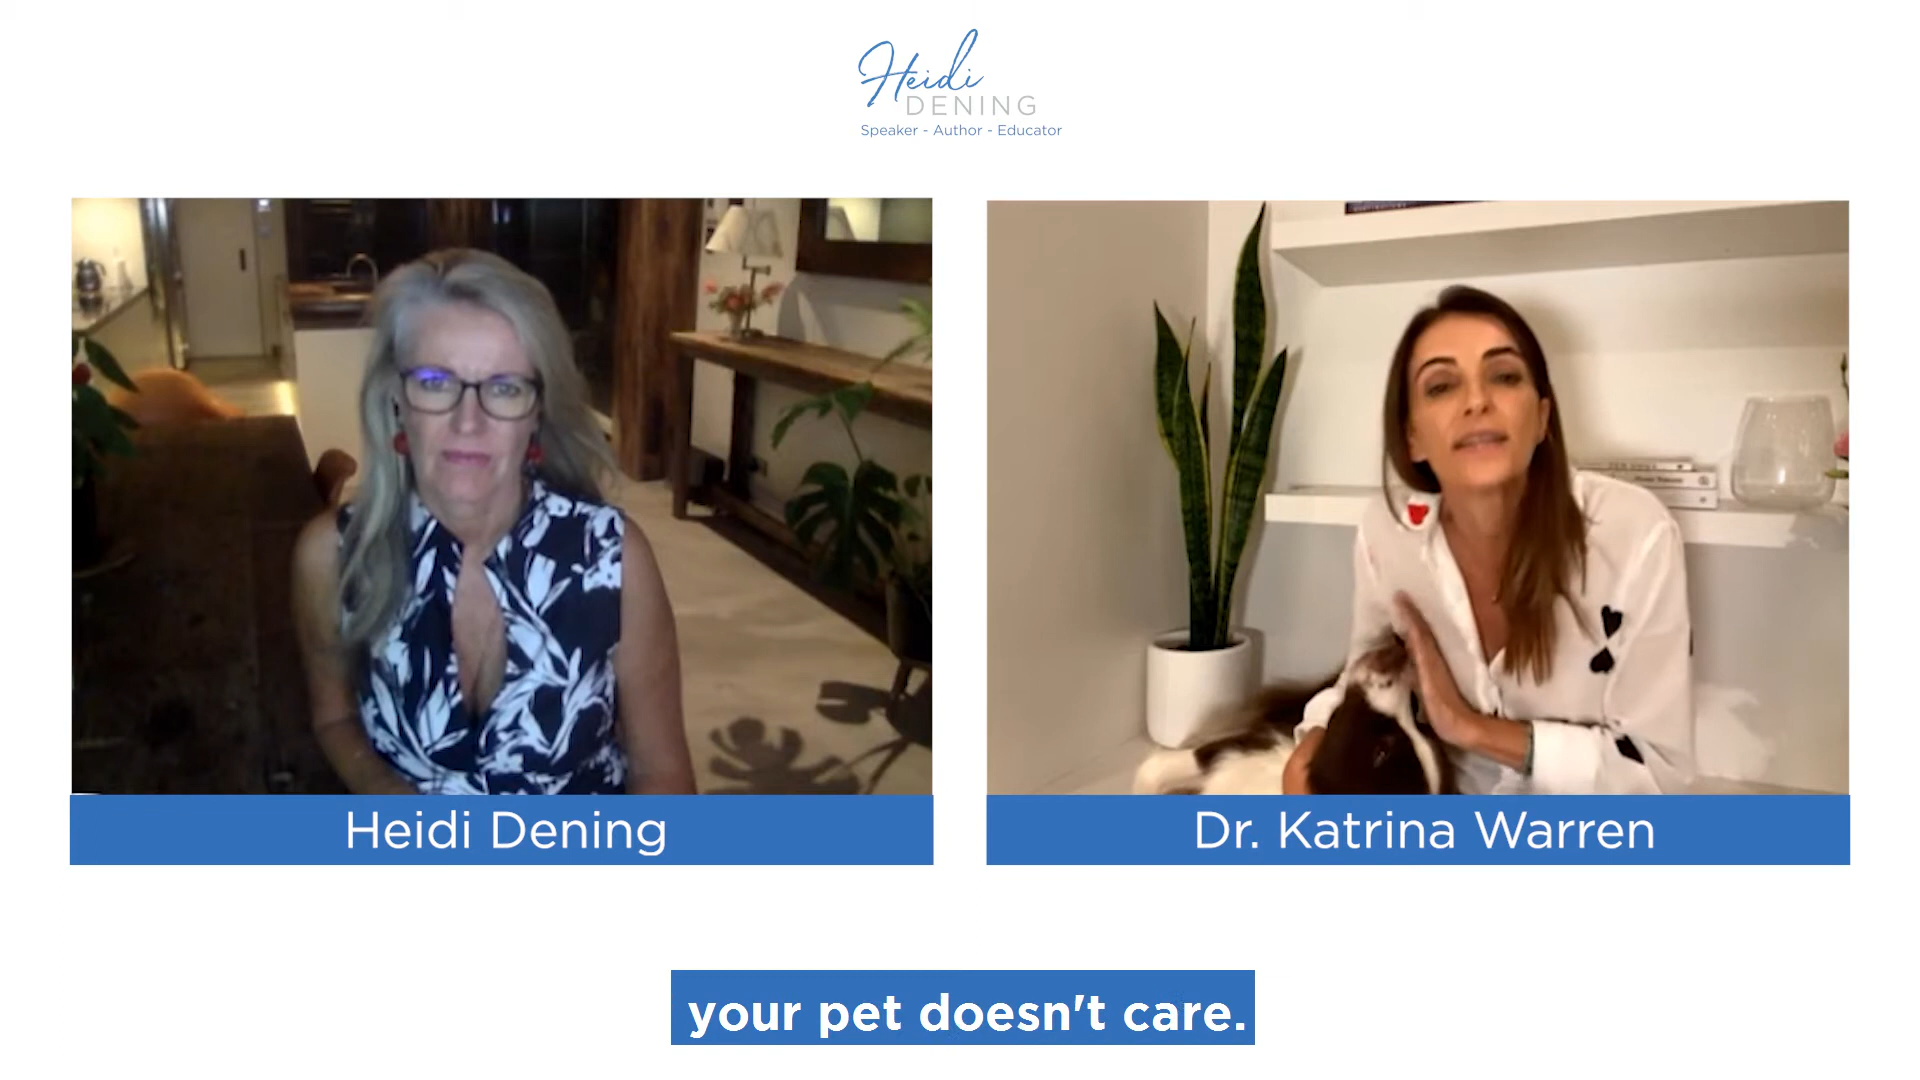 Heidi
DENING
Speaker - Author - Educator
Heidi Dening
Dr. Katrina Warren
your pet doesn't care.